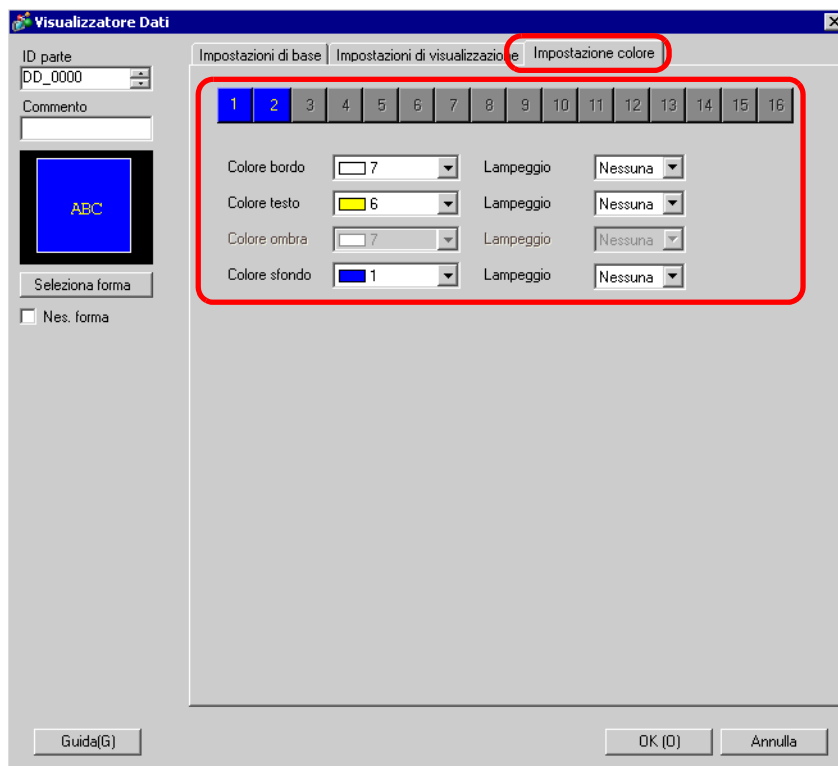 Visualizzatore Dati
ID parte
DD_0000
Commento
ABC
Seleziona forma
Nes. forma
Impostazioni di base Impostazioni di visualizzazione Impostazione colore
1 2 3 4 5 6 7 8 9 10 11 12 13 14 15 16
Colore bordo 7 Lampeggio Nessuna
Colore testo 6 Lampeggio Nessuna
Colore ombra 7 Lampeggio Nessuna
Colore sfondo 1 Lampeggio Nessuna
Guida(G) OK (O) Annulla